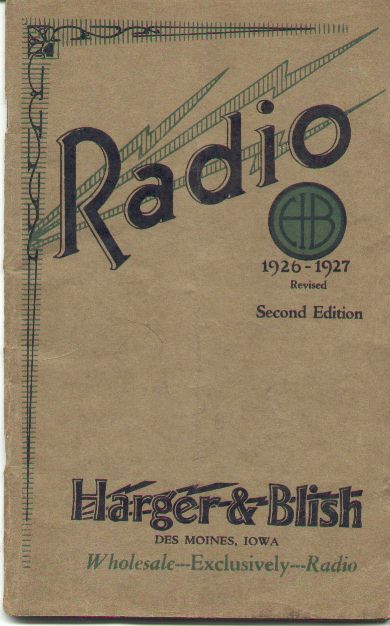 Radio
HB
1926-1927
Revised
Second Edition
Harger & Blish
DES MOINES, IOWA
Wholesale---Exclusively---Radio